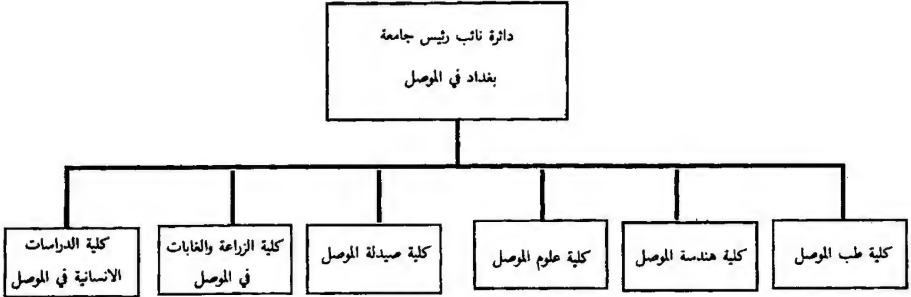 دائرة نائب رئيس جامعة
بغداد في الموصل
كلية طب الموصل
كلية هندسة الموصل
كلية علوم الموصل
كلية صيدلة الموصل
كلية الزراعة والغابات
في الموصل
كلية الدراسات
الانسانية في الموصل